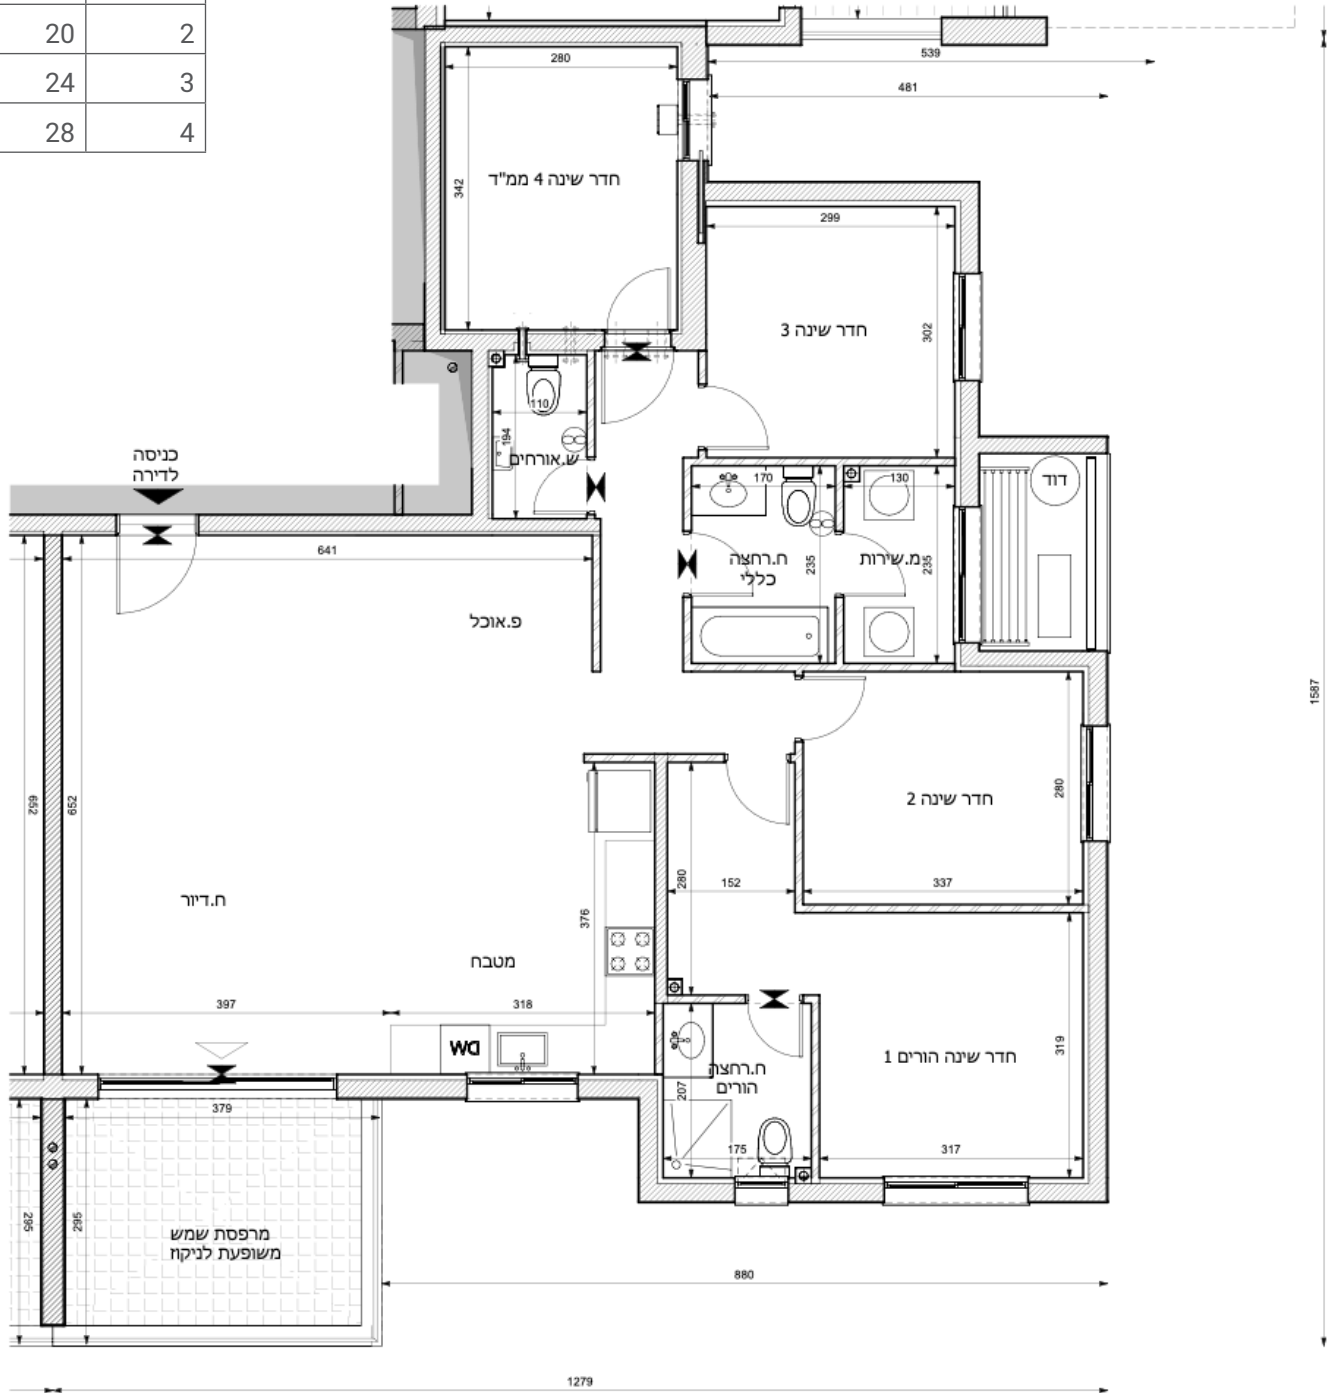 20 2
24 3
28 4
539
280
481
חדר שינה 4 ממ"ד
342
299
חדר שינה 3
302
110
194
ש.אורחים
כניסה
לדירה
170
130
דוד
641
ח.רחצה
כללי
235
מ.שירות
235
פ.אוכל
1587
652
652
חדר שינה 2
280
280
152
337
ח.דיור
376
מטבח
397
318
DW
חדר שינה הורים 1
319
ח.רחצה
הורים
207
379
175
317
295
295
מרפסת שמש
משופעת לניקוז
880
1279